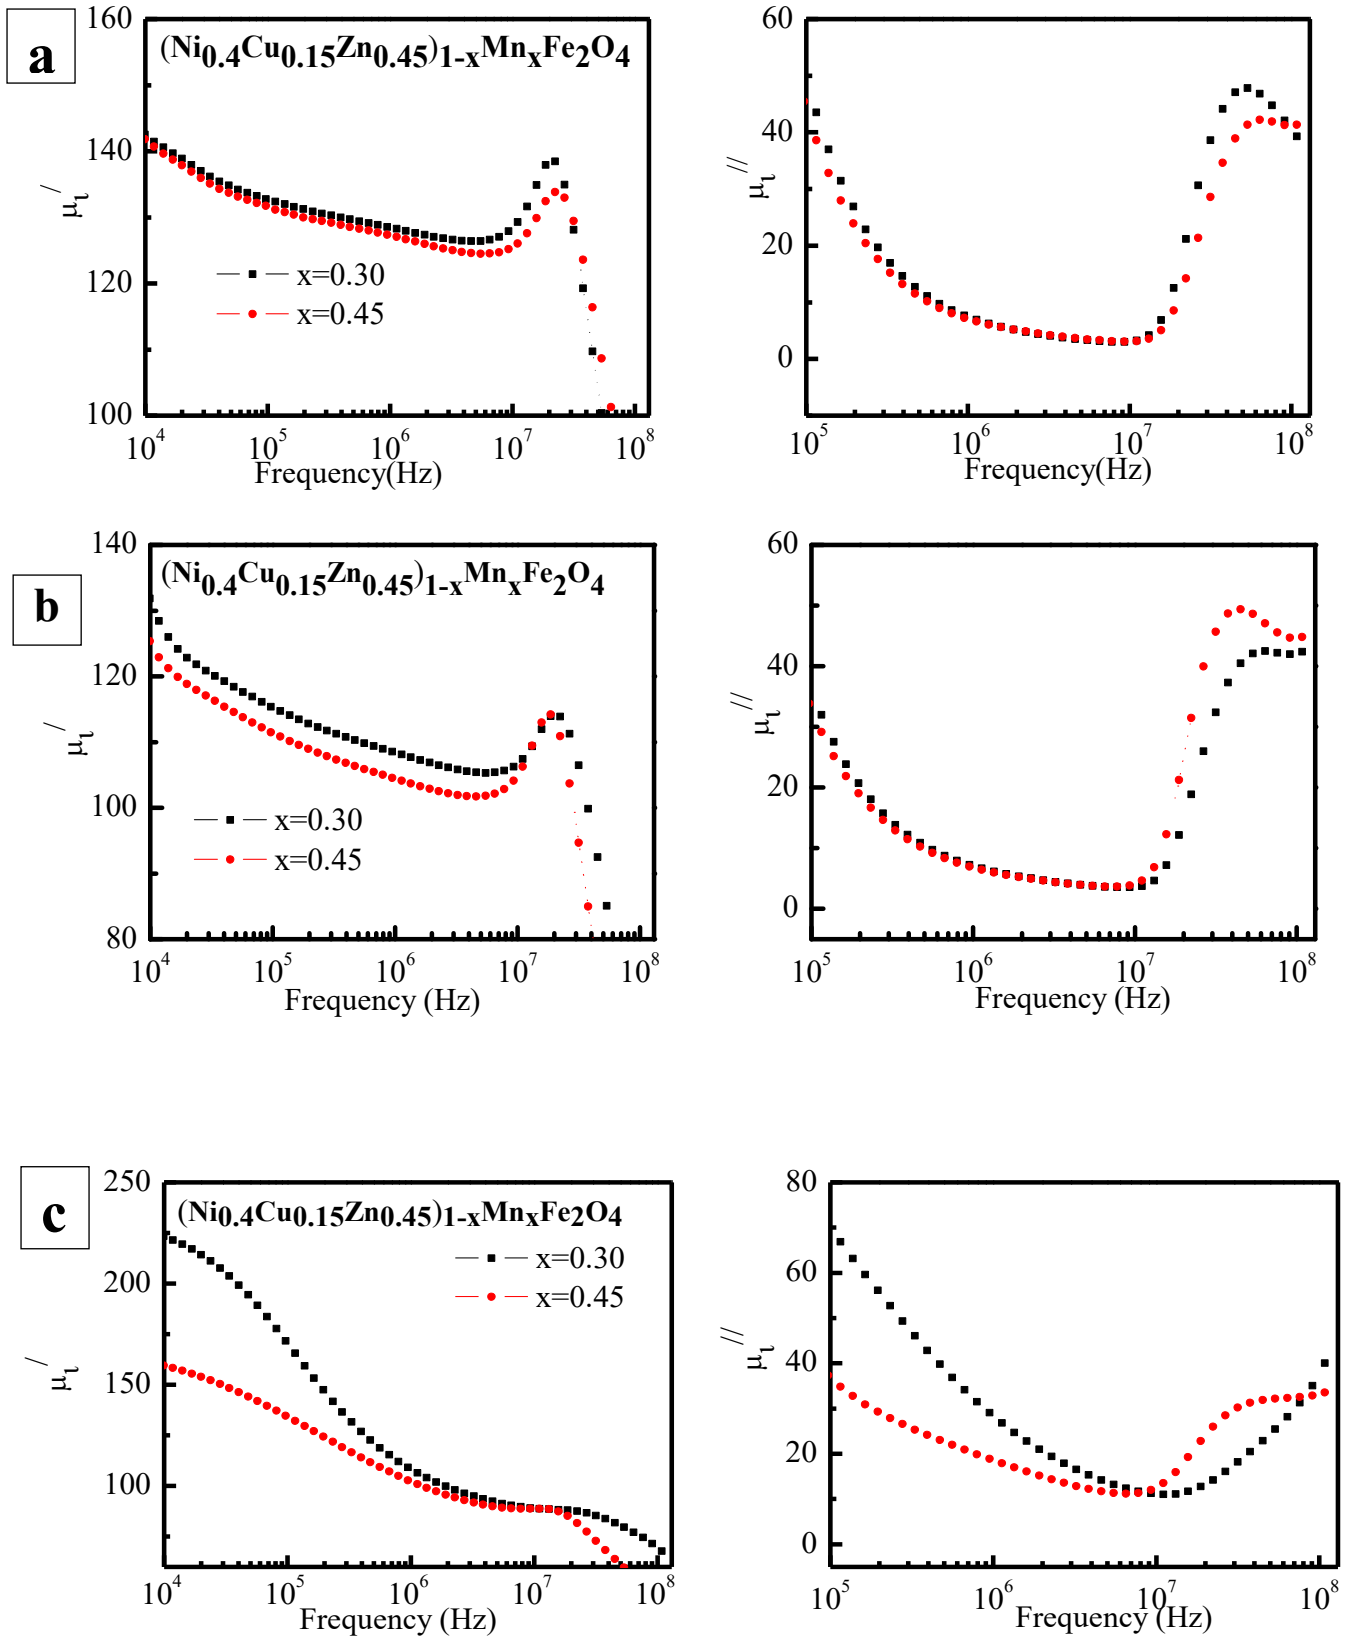 a
160
140
120
100
μι/
(Ni0.4Cu0.15Zn0.45)1-xMnxFe2O4
x=0.30
x=0.45
10^4 10^5 10^6 10^7 10^8
Frequency(Hz)
60
40
20
0
μι//
10^5 10^6 10^7 10^8
Frequency(Hz)
b
140
120
100
80
μι/
(Ni0.4Cu0.15Zn0.45)1-xMnxFe2O4
x=0.30
x=0.45
10^4 10^5 10^6 10^7 10^8
Frequency (Hz)
60
40
20
0
μι//
10^5 10^6 10^7 10^8
Frequency (Hz)
c
250
200
150
100
μι/
(Ni0.4Cu0.15Zn0.45)1-xMnxFe2O4
x=0.30
x=0.45
10^4 10^5 10^6 10^7 10^8
Frequency (Hz)
80
60
40
20
0
μι//
10^5 10^6 10^7 10^8
Frequency (Hz)